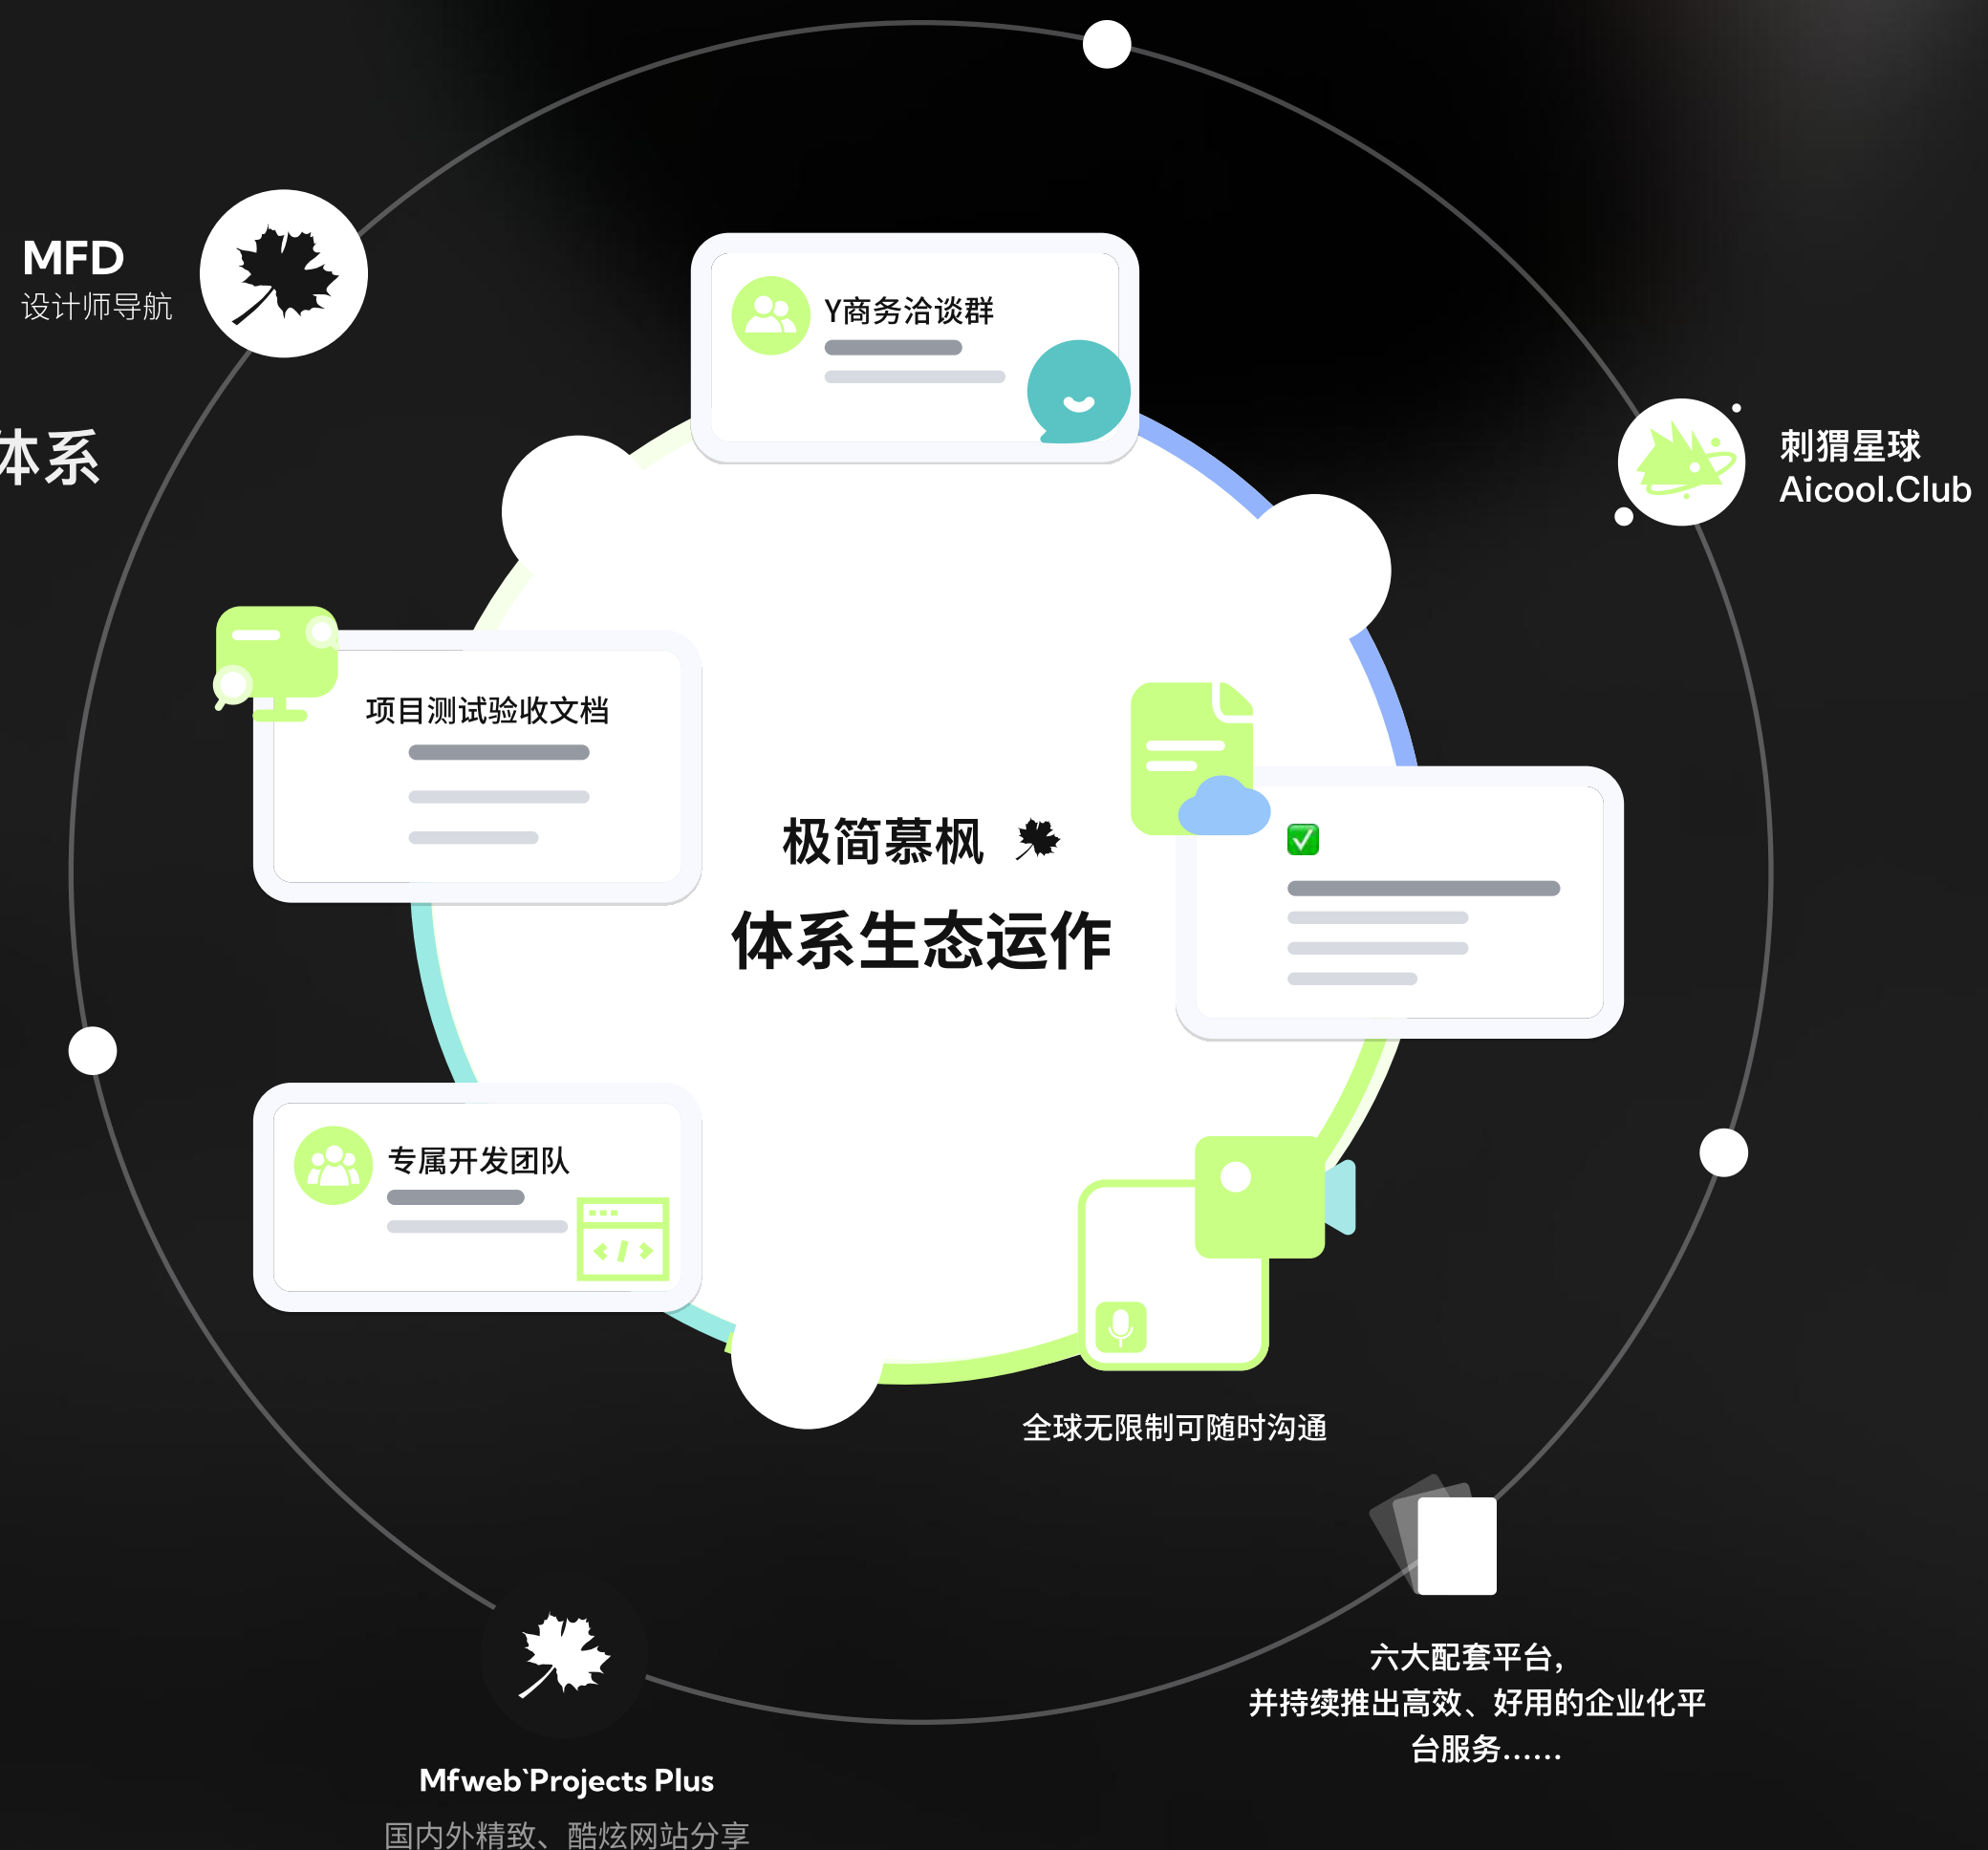 MFD
设计师导航
体系
Y商务洽谈群
刺猬星球
Aicool.Club
项目测试验收文档
极简慕枫
体系生态运作
专属开发团队
全球无限制可随时沟通
六大配套平台，
并持续推出高效、好用的企业化平
台服务......
Mfweb`Projects Plus
国内外精致、酷炫网站分享